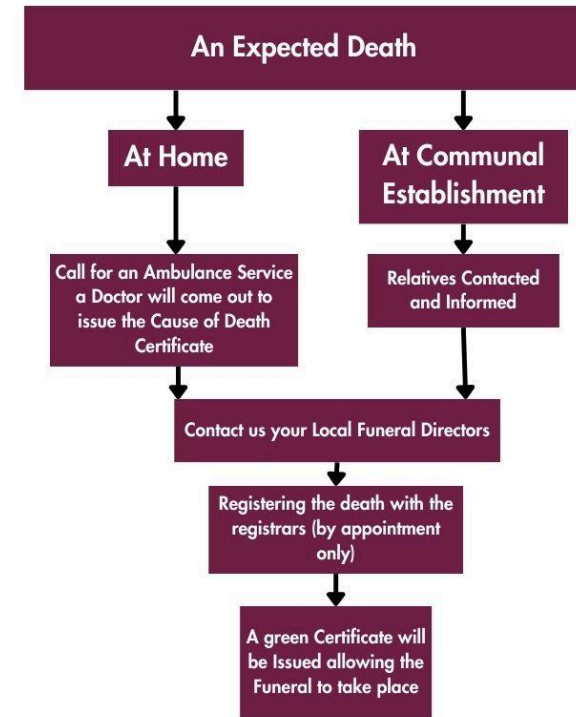 An Expected Death
At Home
At Communal
Establishment
Call for an Ambulance Service
a Doctor will come out to
issue the Cause of Death
Certificate
Relatives Contacted
and Informed
Contact us your Local Funeral Directors
Registering the death with the
registrars (by appointment
only)
A green Certificate will
be Issued allowing the
Funeral to take place